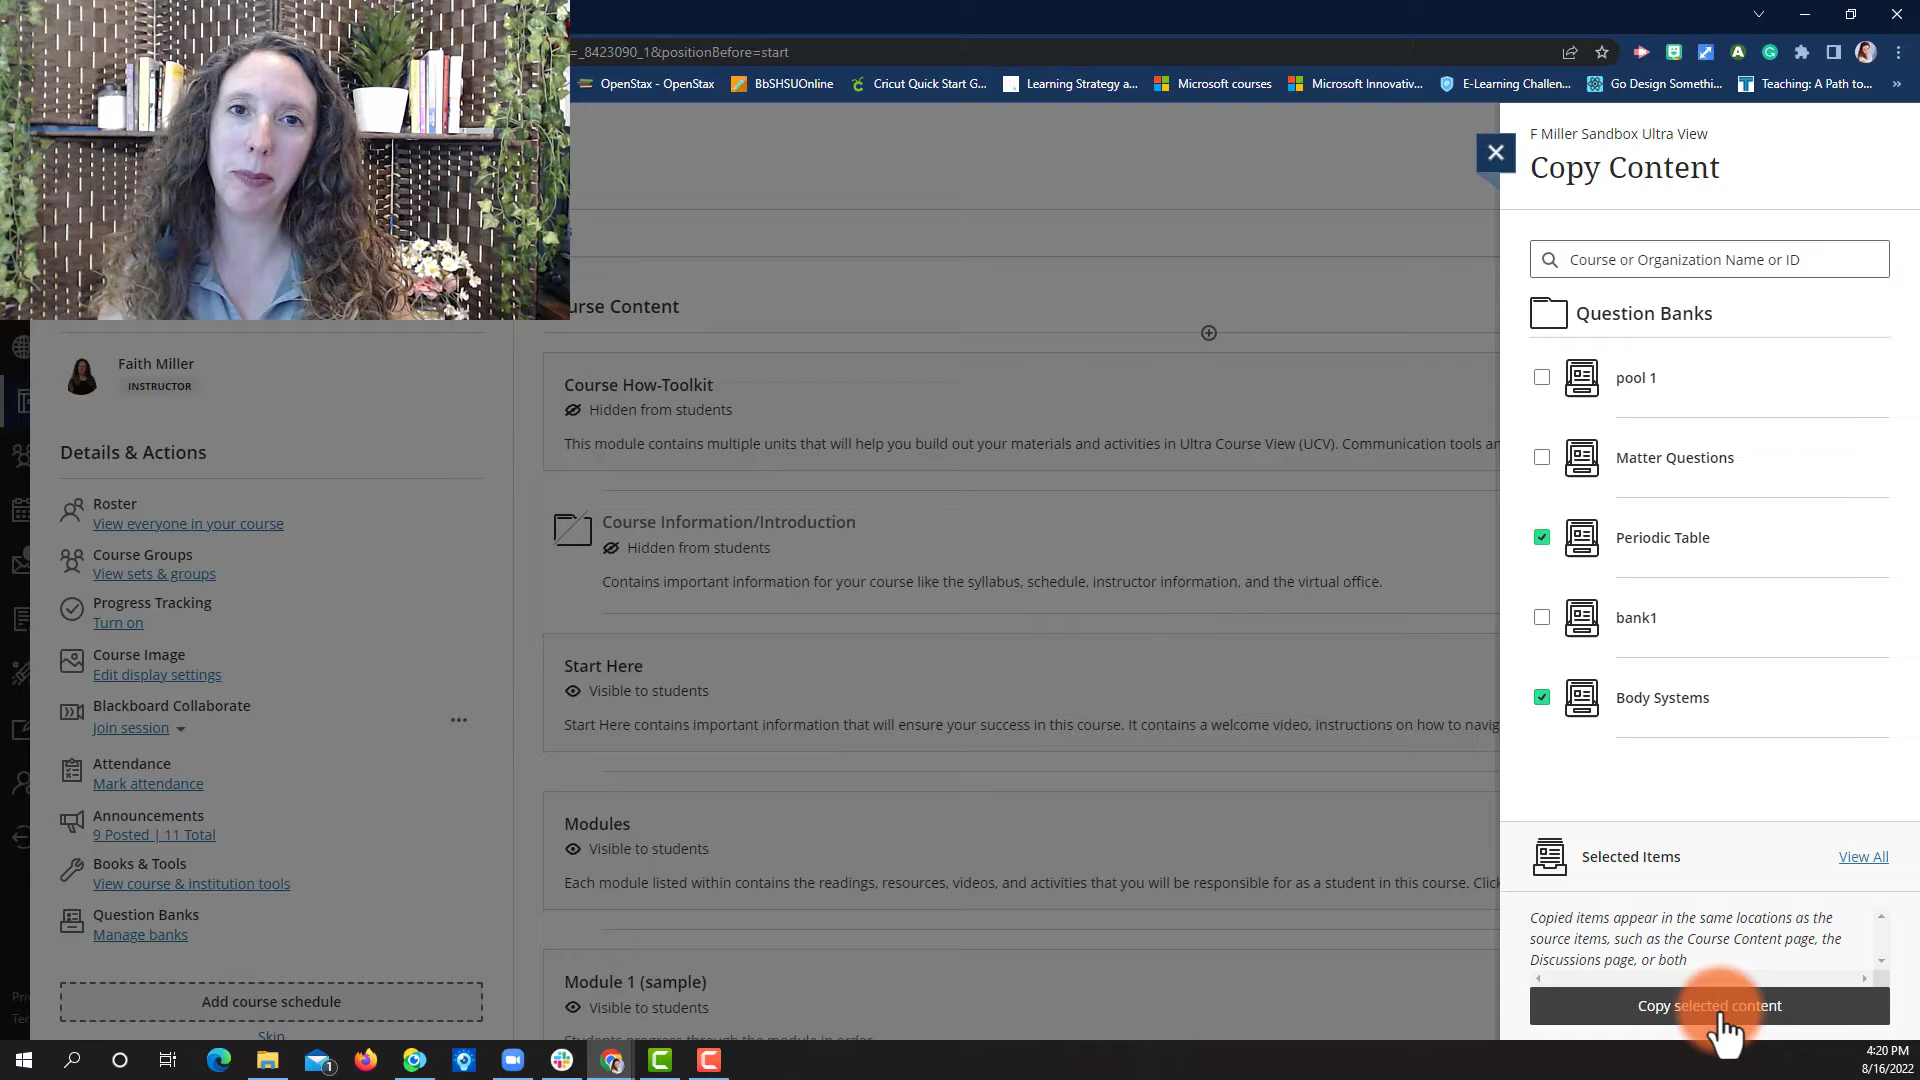 =_8423090_1&positionBefore=start
OpenStax - OpenStax
BbSHSUOnline
Cricut Quick Start G...
Learning Strategy a...
Microsoft courses
Microsoft Innovativ...
E-Learning Challen...
Go Design Somethi...
Teaching: A Path to...
Faith Miller
INSTRUCTOR
Details & Actions
Roster
View everyone in your course
Course Groups
View sets & groups
Progress Tracking
Turn on
Course Image
Edit display settings
Blackboard Collaborate
Join session
Attendance
Mark attendance
Announcements
9 Posted | 11 Total
Books & Tools
View course & institution tools
Question Banks
Manage banks
Add course schedule
Skip
urse Content
Course How-Toolkit
Hidden from students
This module contains multiple units that will help you build out your materials and activities in Ultra Course View (UCV). Communication tools an
Course Information/Introduction
Hidden from students
Contains important information for your course like the syllabus, schedule, instructor information, and the virtual office.
Start Here
Visible to students
Start Here contains important information that will ensure your success in this course. It contains a welcome video, instructions on how to navig
Modules
Visible to students
Each module listed within contains the readings, resources, videos, and activities that you will be responsible for as a student in this course. Click
Module 1 (sample)
Visible to students
Students progress through the module in order
F Miller Sandbox Ultra View
Copy Content
Course or Organization Name or ID
Question Banks
pool 1
Matter Questions
Periodic Table
bank1
Body Systems
Selected Items
View All
Copied items appear in the same locations as the
source items, such as the Course Content page, the
Discussions page, or both
Copy selected content
1
4:20 PM
8/16/2022